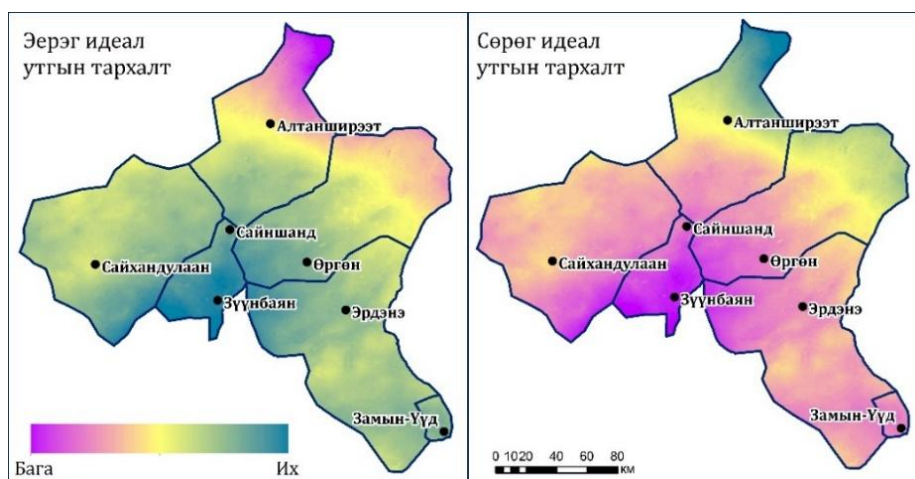 Эерэг идеал
утгын тархалт
Алтанширээт
Сайншанд
Сайхандулаан
Өргөн
Зүүнбаян
Эрдэнэ
Замын-Үүд
Бага
Их
Сөрөг идеал
утгын тархалт
Алтанширээт
Сайншанд
Сайхандулаан
Өргөн
Зүүнбаян
Эрдэнэ
Замын-Үүд
0 10 20 40 60 80
км